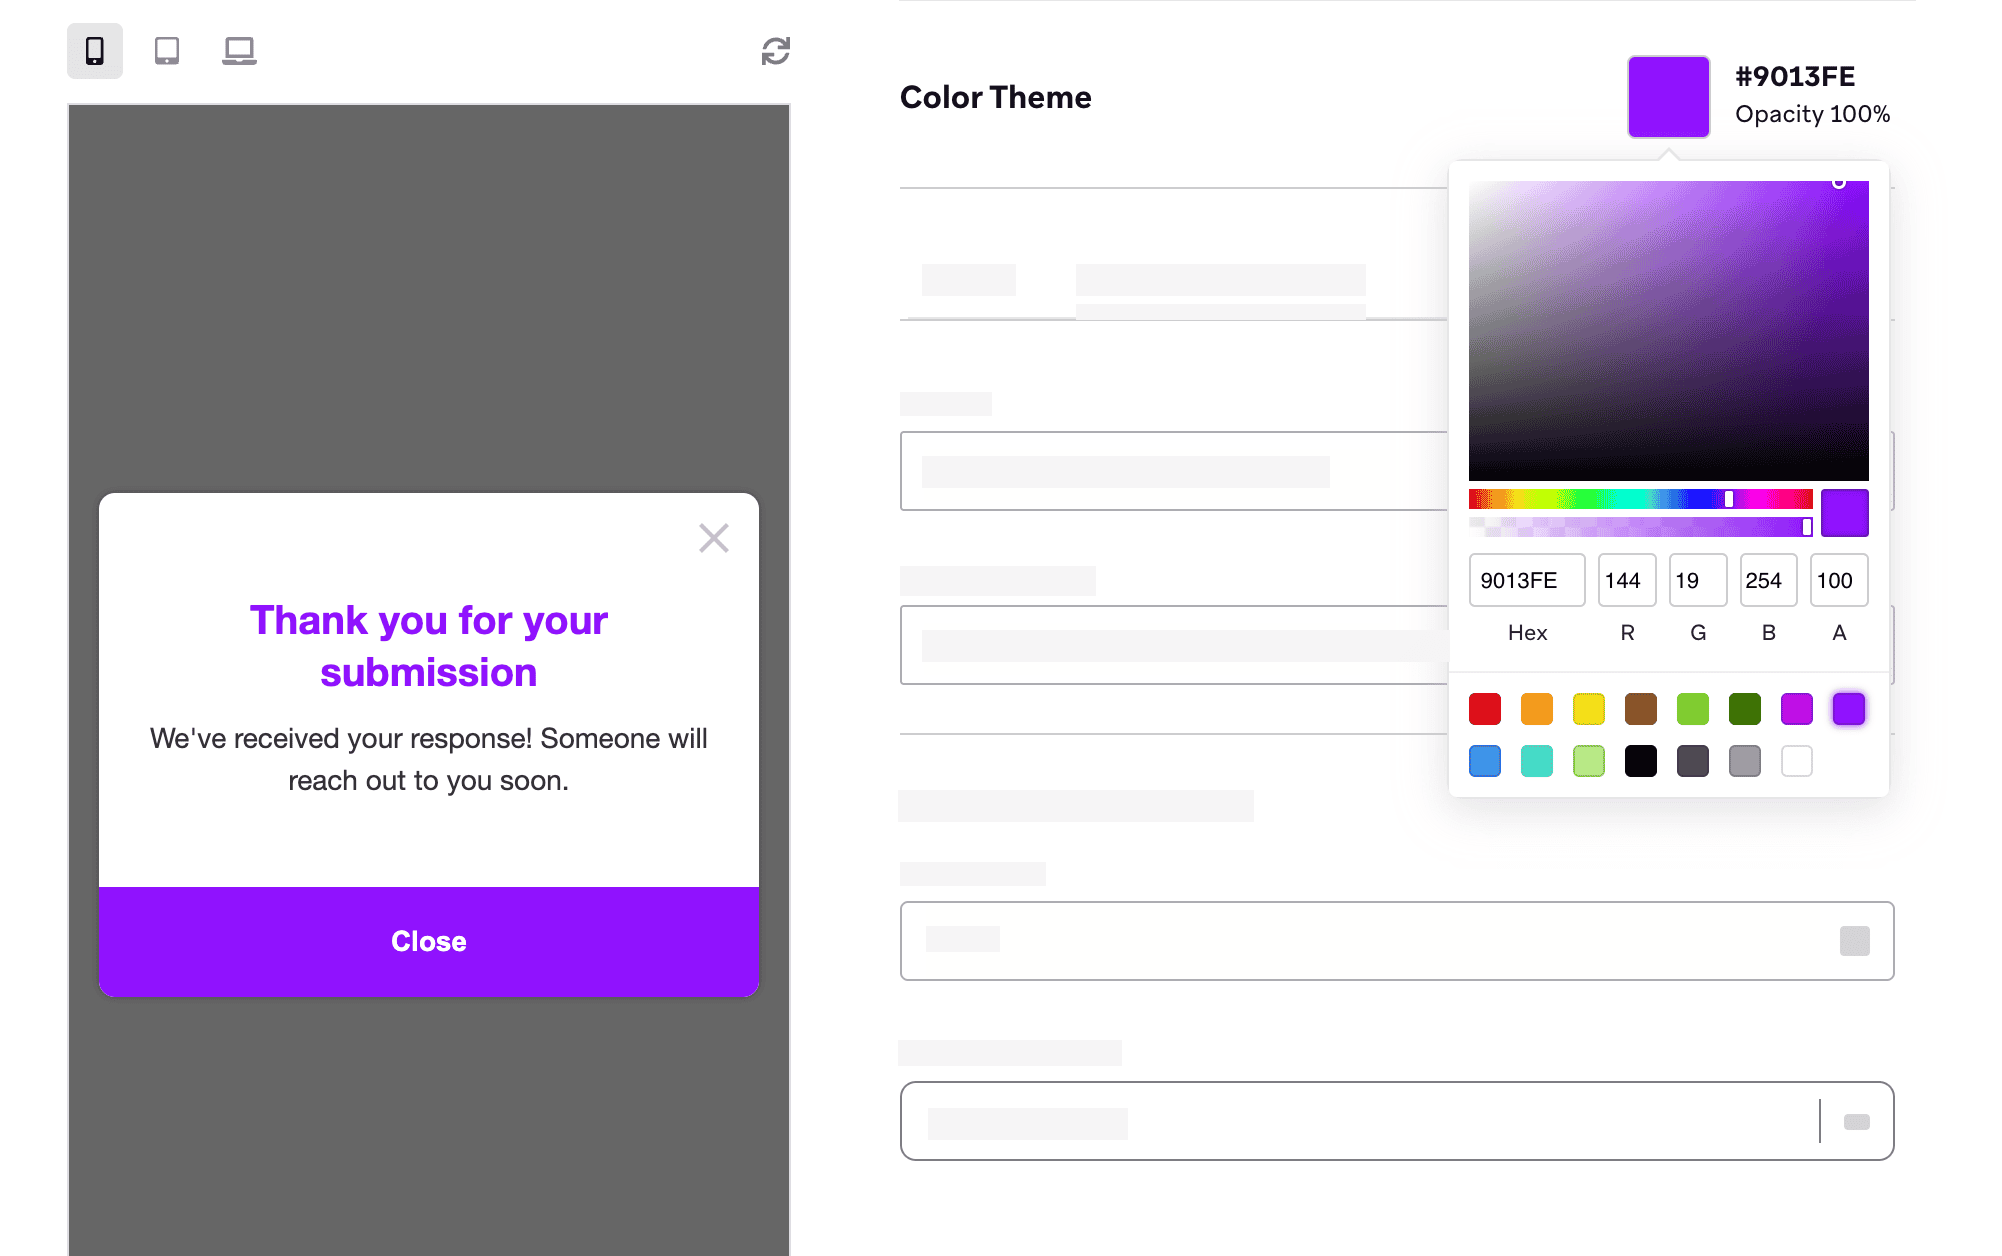 Color Theme
#9013FE
Opacity 100%
Thank you for your
submission
We've received your response! Someone will
reach out to you soon.
Close
9013FE 144 19 254 100
Hex R G B A